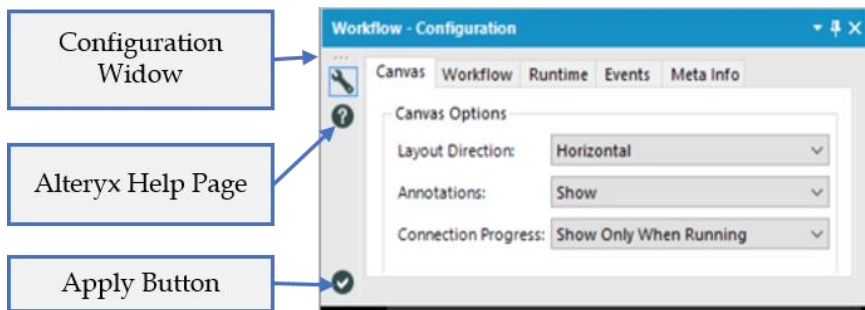 Configuration
Widow
Alteryx Help Page
Apply Button
Workflow - Configuration
Canvas Workflow Runtime Events Meta Info
Canvas Options
Layout Direction: Horizontal
Annotations: Show
Connection Progress: Show Only When Running